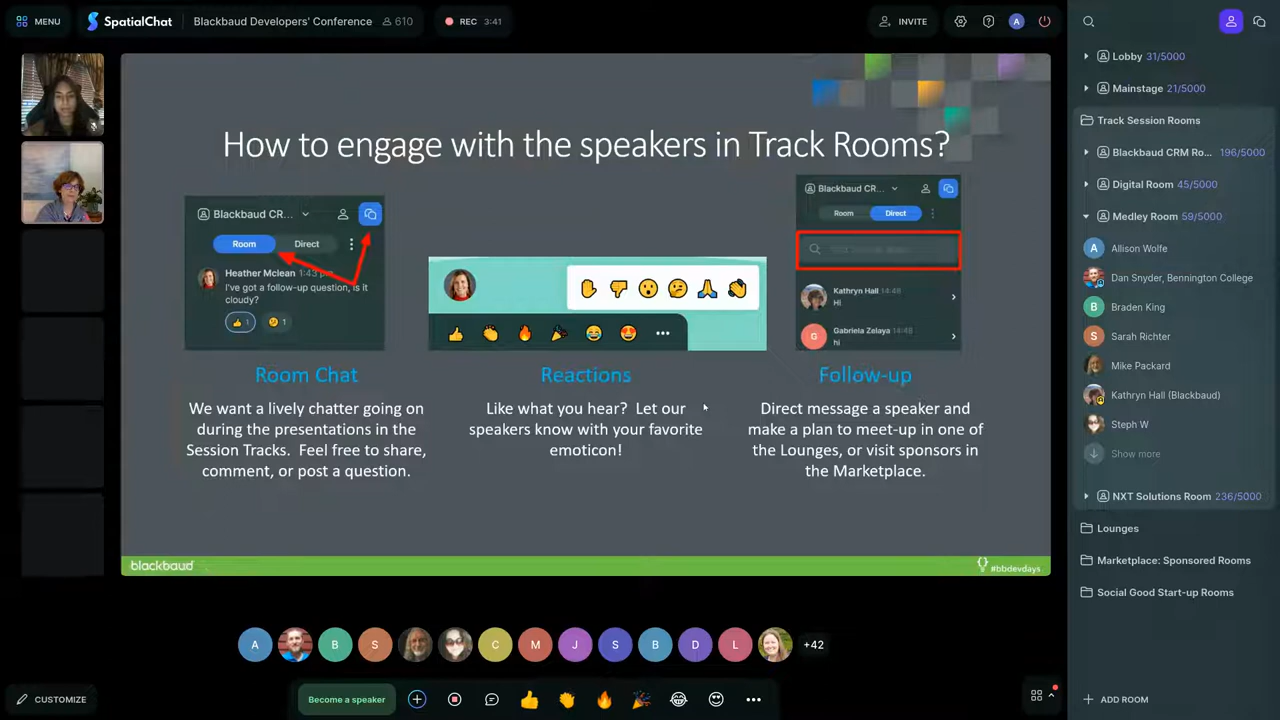 MENU
SpatialChat
Blackbaud Developers' Conference
610
REC 3:41
INVITE
A
How to engage with the speakers in Track Rooms?
Blackbaud CR...
Room Direct
Heather Mclean 1:43 pm
I've got a follow-up question, is it
cloudy?
1 1
Room Chat
We want a lively chatter going on
during the presentations in the
Session Tracks. Feel free to share,
comment, or post a question.
Reactions
Like what you hear? Let our
speakers know with your favorite
emoticon!
Blackbaud CR...
Room Direct
Kathryn Hall 14:48
Hi
G
Gabriela Zelaya 14:48
hi
Follow-up
Direct message a speaker and
make a plan to meet-up in one of
the Lounges, or visit sponsors in
the Marketplace.
blackbaud
#bbdevdays
A B S C M J S B D L +42
CUSTOMIZE
Become a speaker
Lobby 31/5000
Mainstage 21/5000
Track Session Rooms
Blackbaud CRM Ro... 196/5000
Digital Room 45/5000
Medley Room 59/5000
A Allison Wolfe
Dan Snyder, Bennington College
B Braden King
S Sarah Richter
Mike Packard
Kathryn Hall (Blackbaud)
Steph W
Show more
NXT Solutions Room 236/5000
Lounges
Marketplace: Sponsored Rooms
Social Good Start-up Rooms
ADD ROOM